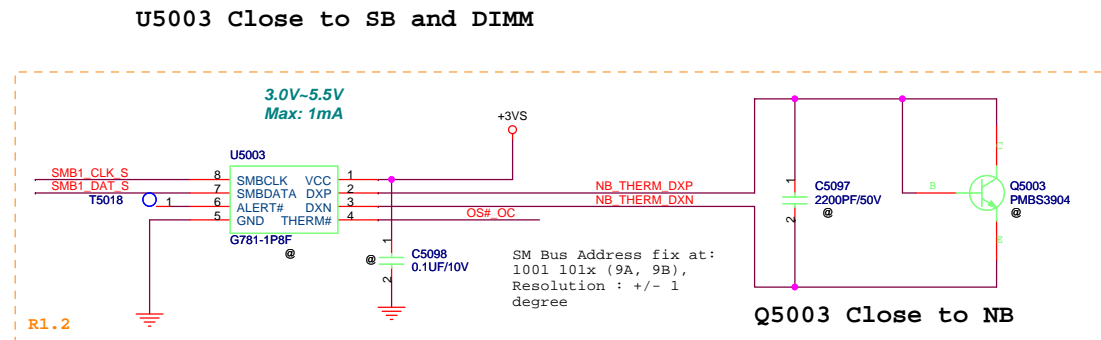 U5003 Close to SB and DIMM
3.0V~5.5V
Max: 1mA
+3VS
U5003
SMB1_CLK_S
8
SMBCLK
VCC
1
SMB1_DAT_S
7
SMBDATA
DXP
2
NB_THERM_DXP
T5018
1
6
ALERT#
DXN
3
NB_THERM_DXN
5
GND
THERM#
4
OS#_OC
G781-1P8F
@
1
C5098
@
0.1UF/10V
2
SM Bus Address fix at:
1001 101x (9A, 9B),
Resolution : +/- 1
degree
1
C5097
2200PF/50V
@
2
B
Q5003
PMBS3904
@
Q5003 Close to NB
R1.2